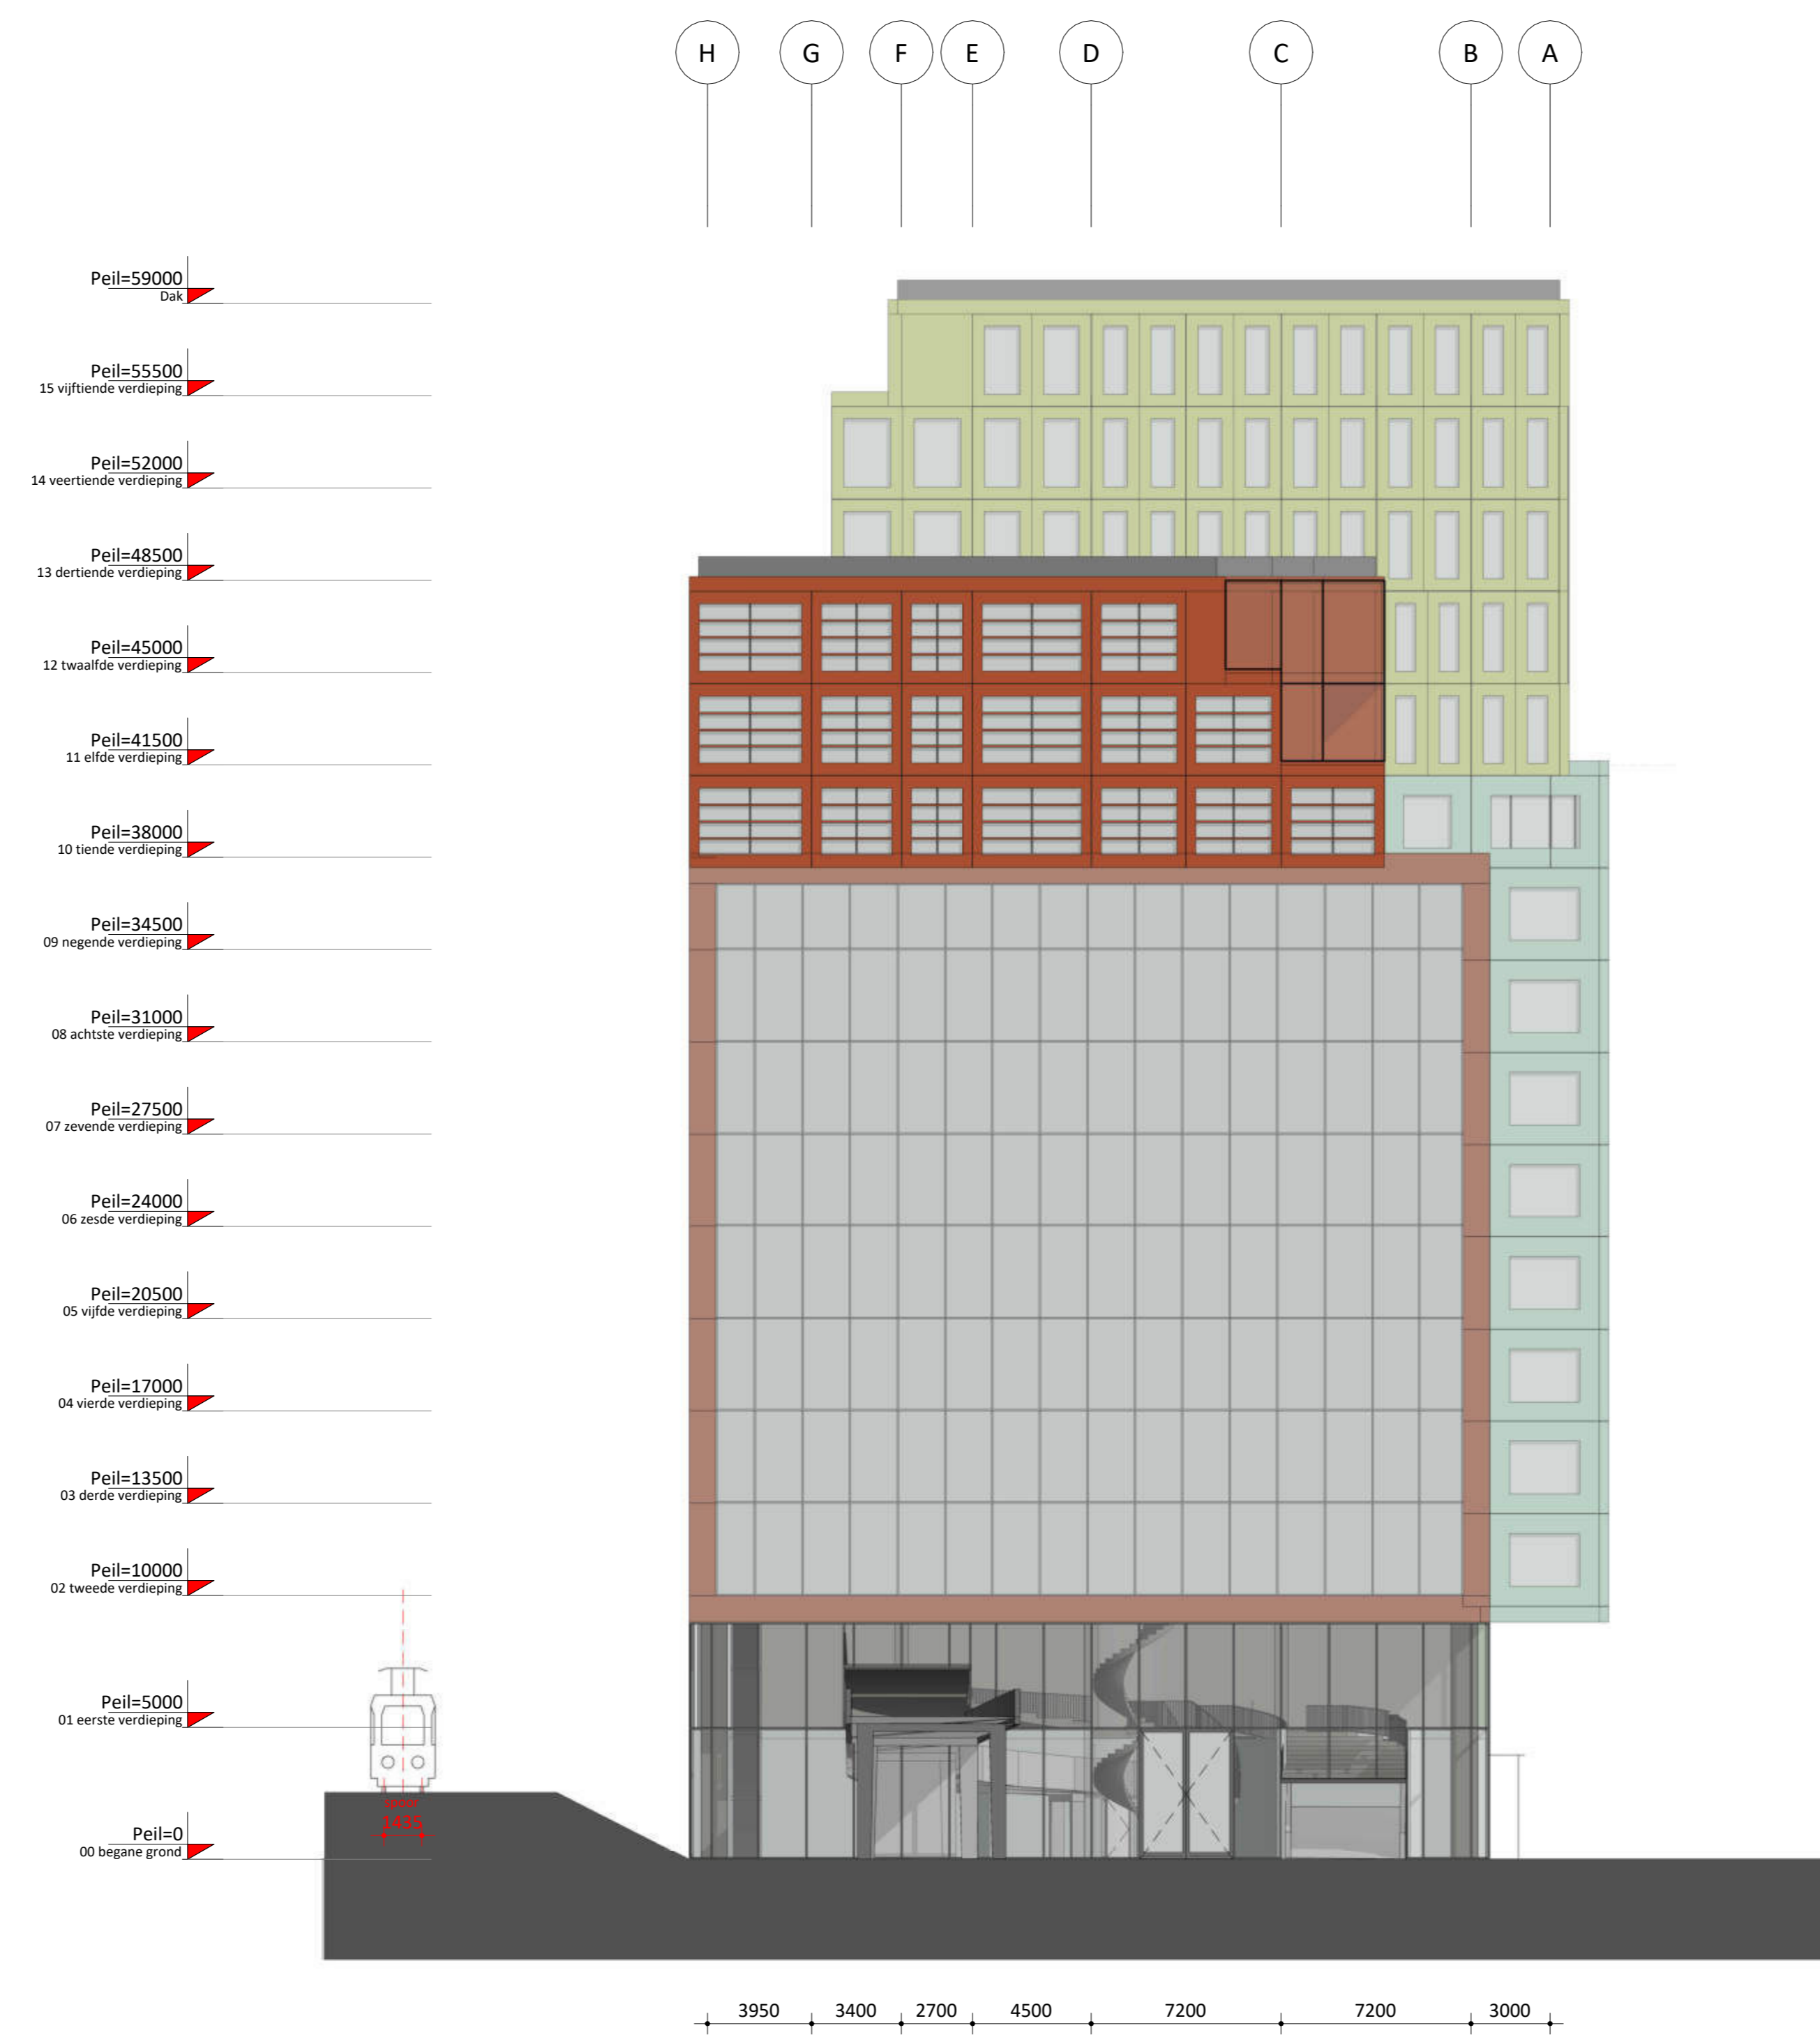 H G F E D C B A
Peil=59000
Dak
Peil=55500
15 vijftiende verdieping
Peil=52000
14 veertiende verdieping
Peil=48500
13 dertiende verdieping
Peil=45000
12 twaalfde verdieping
Peil=41500
11 elfde verdieping
Peil=38000
10 tiende verdieping
Peil=34500
09 negende verdieping
Peil=31000
08 achtste verdieping
Peil=27500
07 zevende verdieping
Peil=24000
06 zesde verdieping
Peil=20500
05 vijfde verdieping
Peil=17000
04 vierde verdieping
Peil=13500
03 derde verdieping
Peil=10000
02 tweede verdieping
Peil=5000
01 eerste verdieping
spoor
1435
Peil=0
00 begane grond
3950 3400 2700 4500 7200 7200 3000